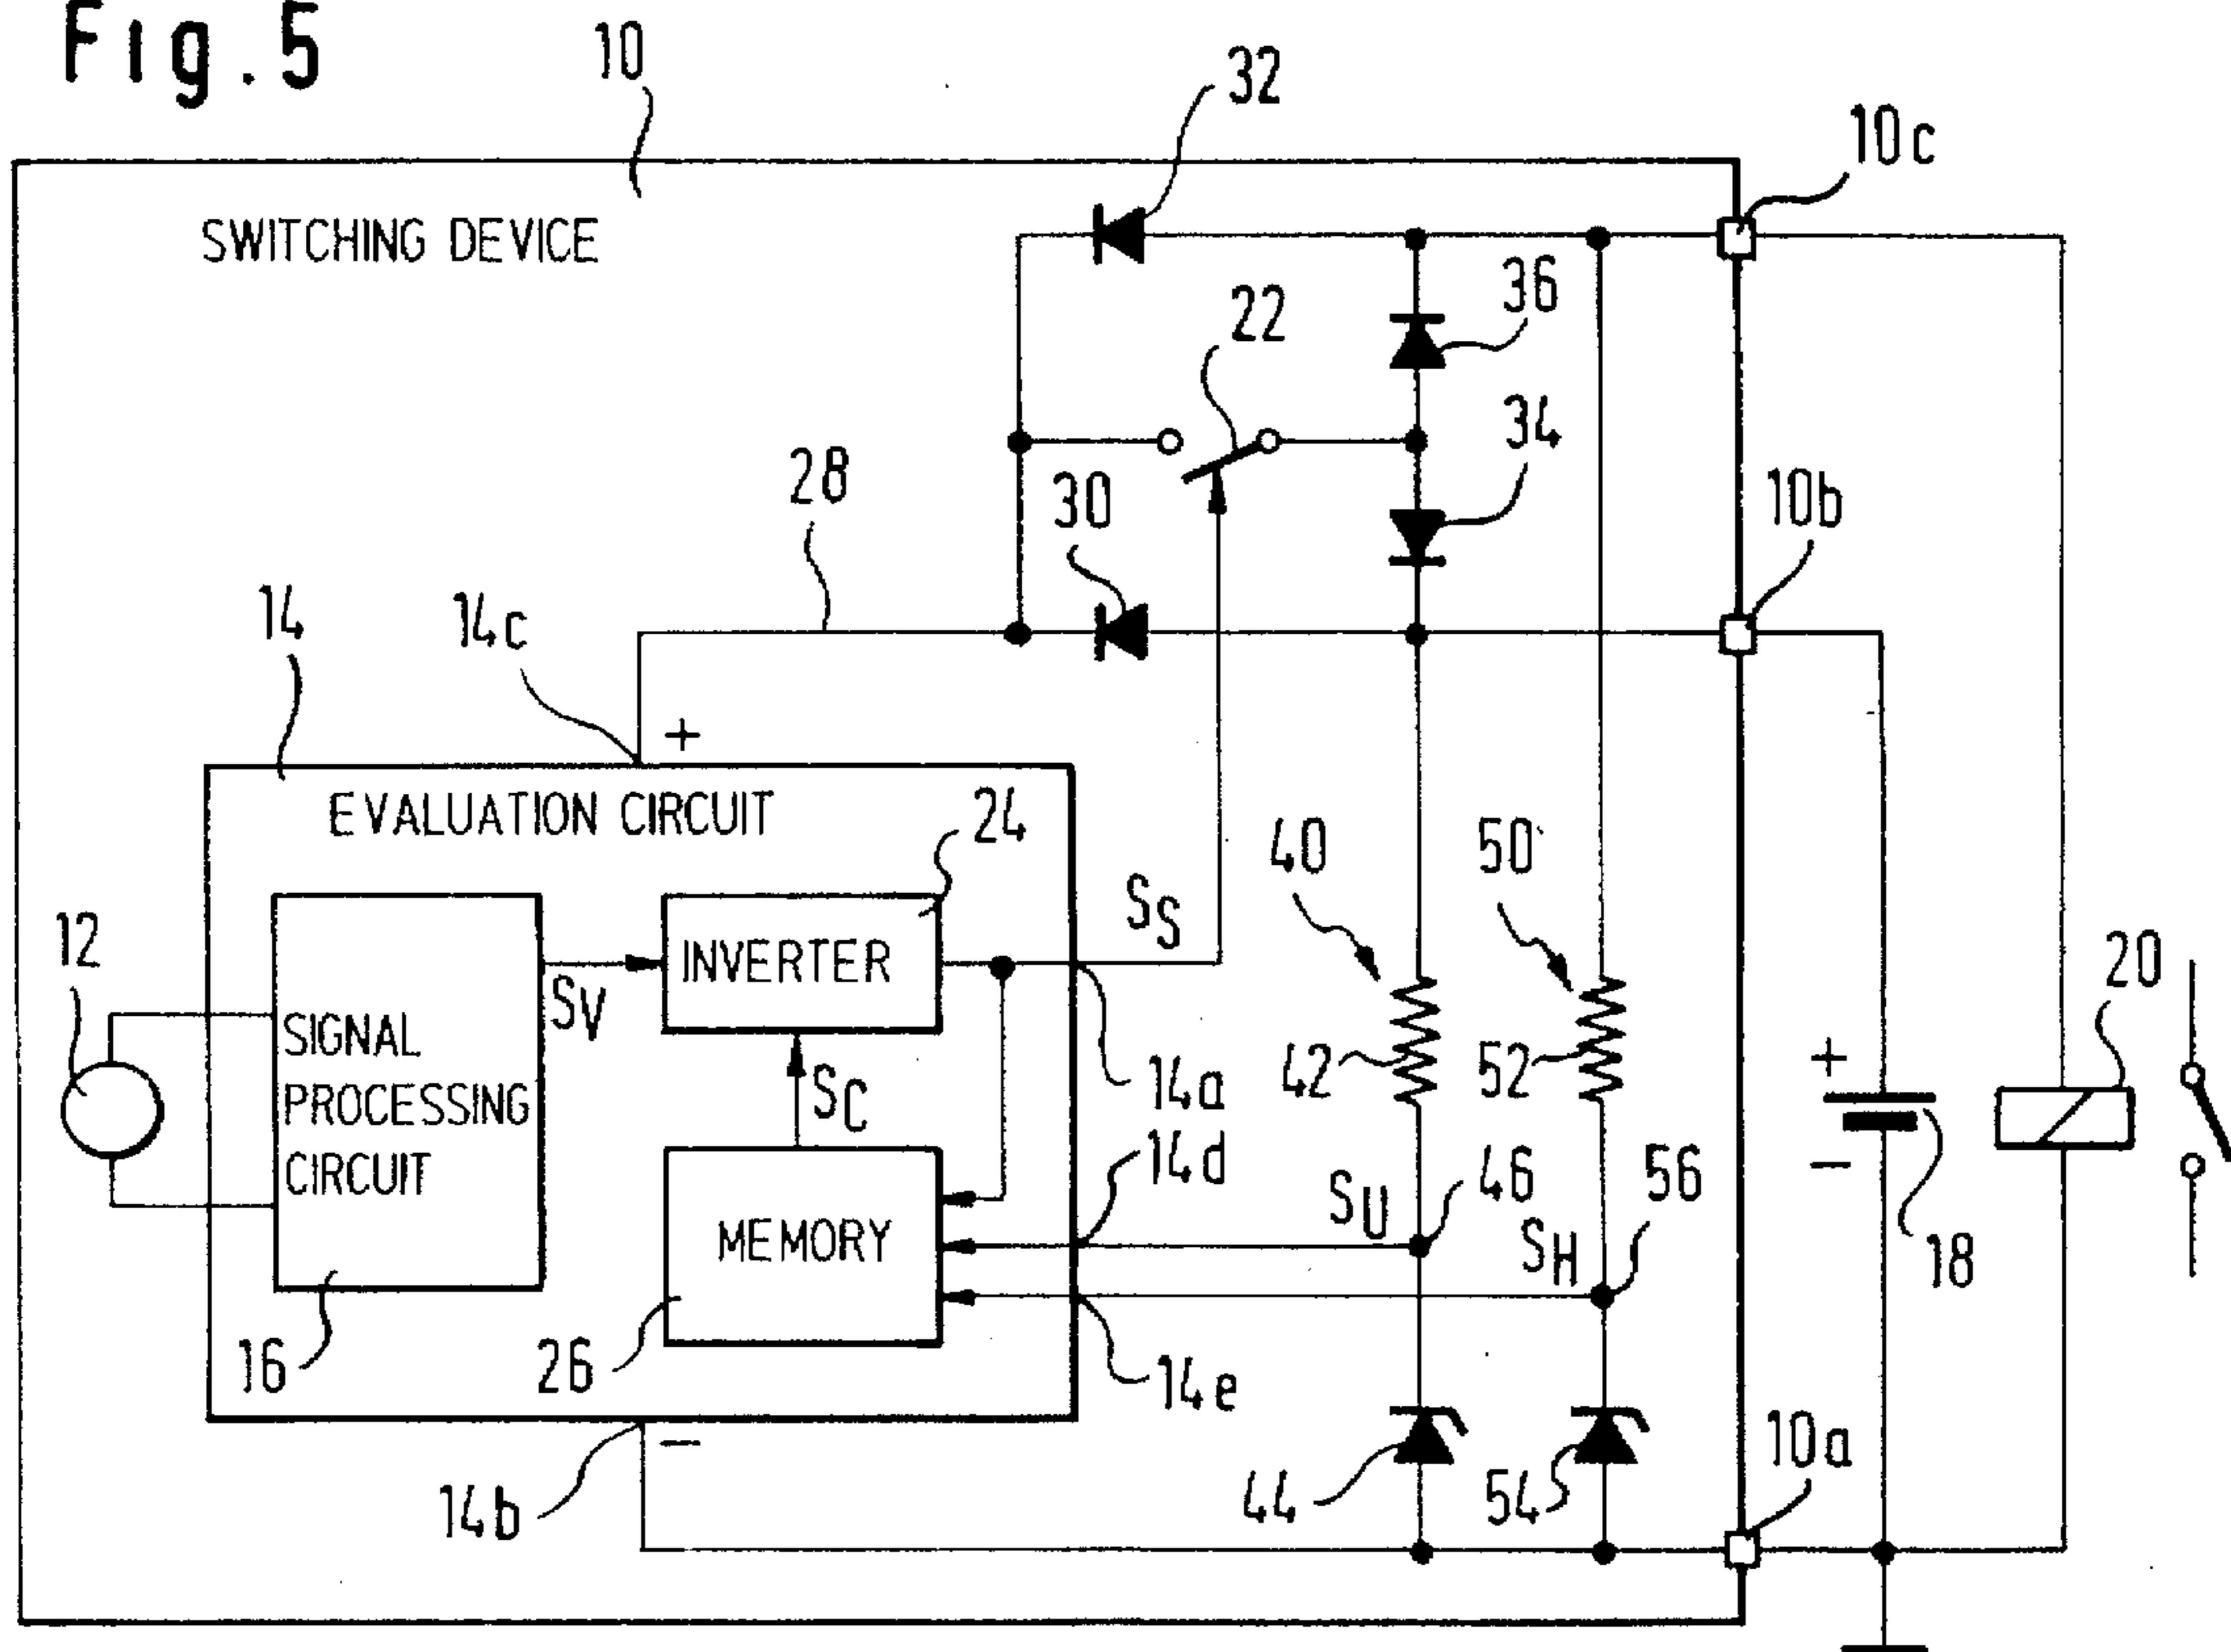 Fig.5
10
32
10c
SWITCHING DEVICE
36
22
34
28
30
10b
14
14c
+
EVALUATION CIRCUIT
24
40
50
12
SS
INVERTER
20
SV
SIGNAL
PROCESSING
CIRCUIT
42
52
+
14a
SC
14d
−
SU
46
56
MEMORY
SH
18
16
26
14e
−
14b
44
54
10a